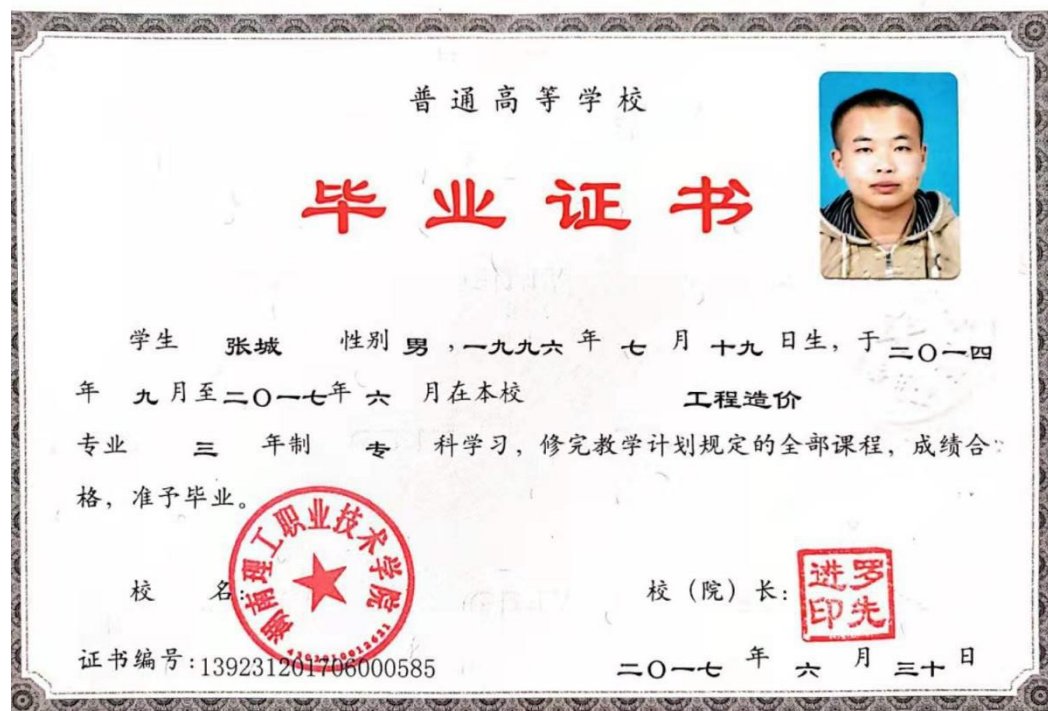 普通高等学校
毕业证书
学生 张城 性别 男，一九九六 年 七 月 十九 日生，于 二〇一四
年 九 月至 二〇一七 年 六 月在本校 工程造价
专业 三 年制 专 科学习，修完教学计划规定的全部课程，成绩合
格，准予毕业。
校 名：
湖南理工职业技术学院
校（院）长：
罗先进印
证书编号：139231201706000585
二〇一七 年 六 月 三十 日